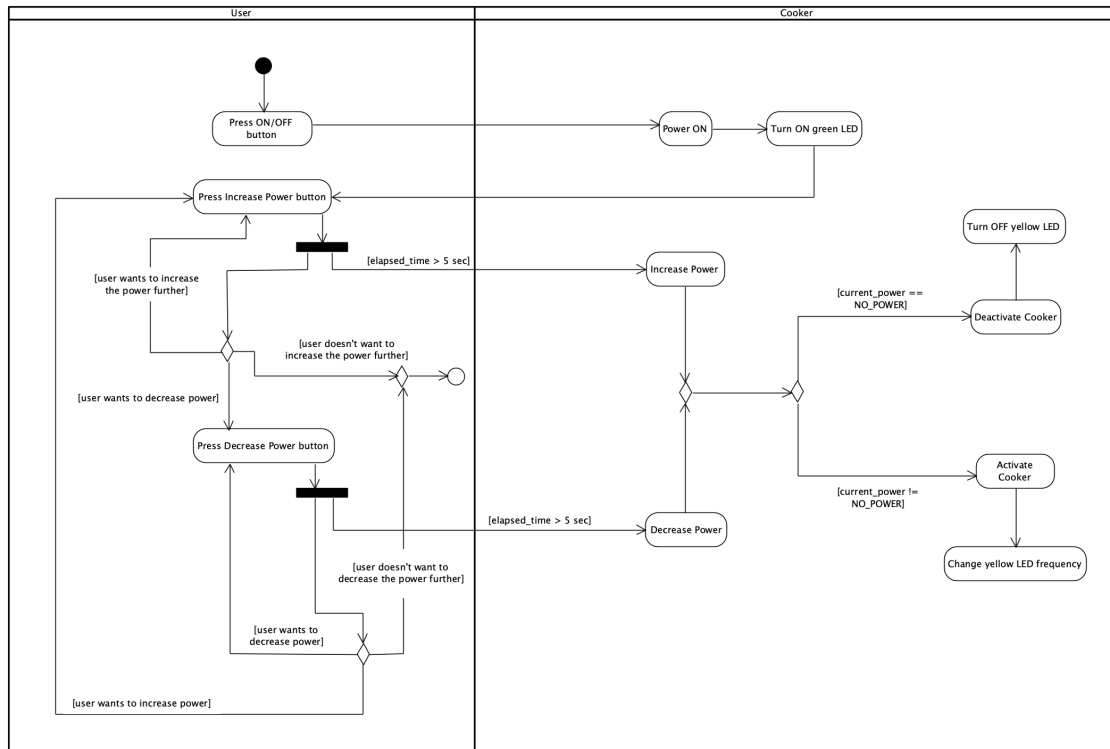 User
Cooker
Press ON/OFF
button
Power ON
Turn ON green LED
Press Increase Power button
Turn OFF yellow LED
[elapsed_time > 5 sec]
Increase Power
[user wants to increase
the power further]
[current_power ==
NO_POWER]
Deactivate Cooker
[user doesn't want to
increase the power further]
[user wants to decrease power]
Press Decrease Power button
Activate
Cooker
[current_power !=
NO_POWER]
[elapsed_time > 5 sec]
Decrease Power
Change yellow LED frequency
[user doesn't want to
decrease the power further]
[user wants to
decrease power]
[user wants to increase power]